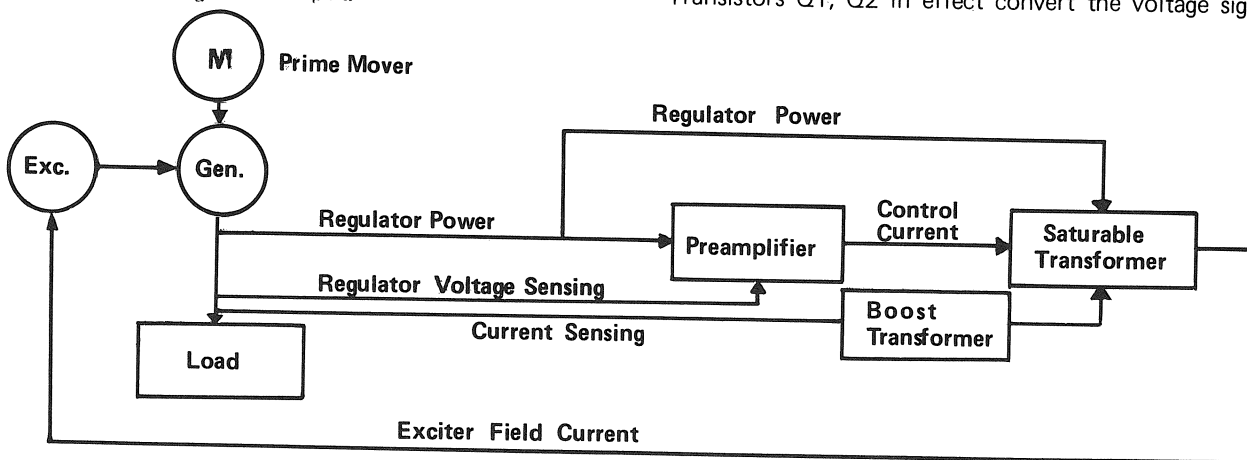 Transistors Q1, Q2 in effect convert the voltage
M
Prime Mover
Regulator Power
Exc.
Gen.
Regulator Power
Control
Current
Preamplifier
Saturable
Transformer
Regulator Voltage Sensing
Boost
Transformer
Current Sensing
Load
Exciter Field Current